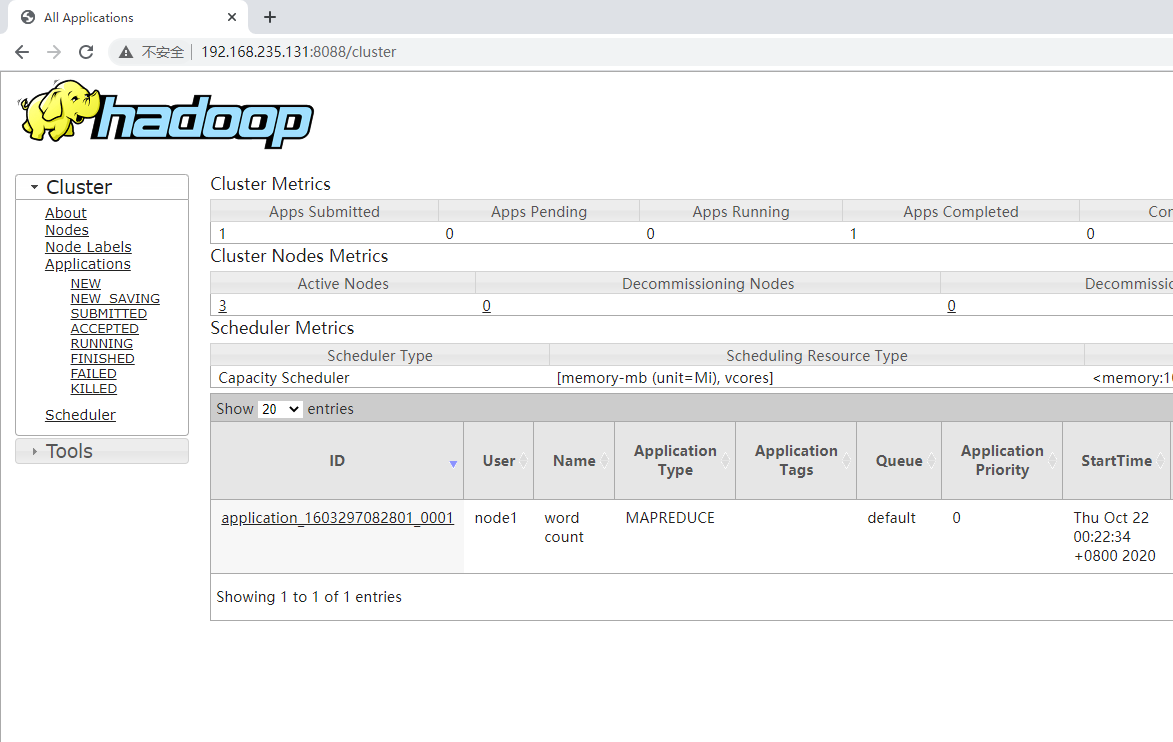 All Applications
不安全 192.168.235.131:8088/cluster
hadoop
Cluster
About
Nodes
Node Labels
Applications
NEW
NEW_SAVING
SUBMITTED
ACCEPTED
RUNNING
FINISHED
FAILED
KILLED
Scheduler
Tools
Cluster Metrics
Apps Submitted Apps Pending Apps Running Apps Completed Con
1 0 0 1 0
Cluster Nodes Metrics
Active Nodes Decommissioning Nodes Decommissio
3 0 0
Scheduler Metrics
Scheduler Type Scheduling Resource Type
Capacity Scheduler [memory-mb (unit=Mi), vcores] <memory:10
Show 20 entries
ID User Name Application Type Application Tags Queue Application Priority StartTime
application_1603297082801_0001 node1 word count MAPREDUCE default 0 Thu Oct 22 00:22:34 +0800 2020
Showing 1 to 1 of 1 entries